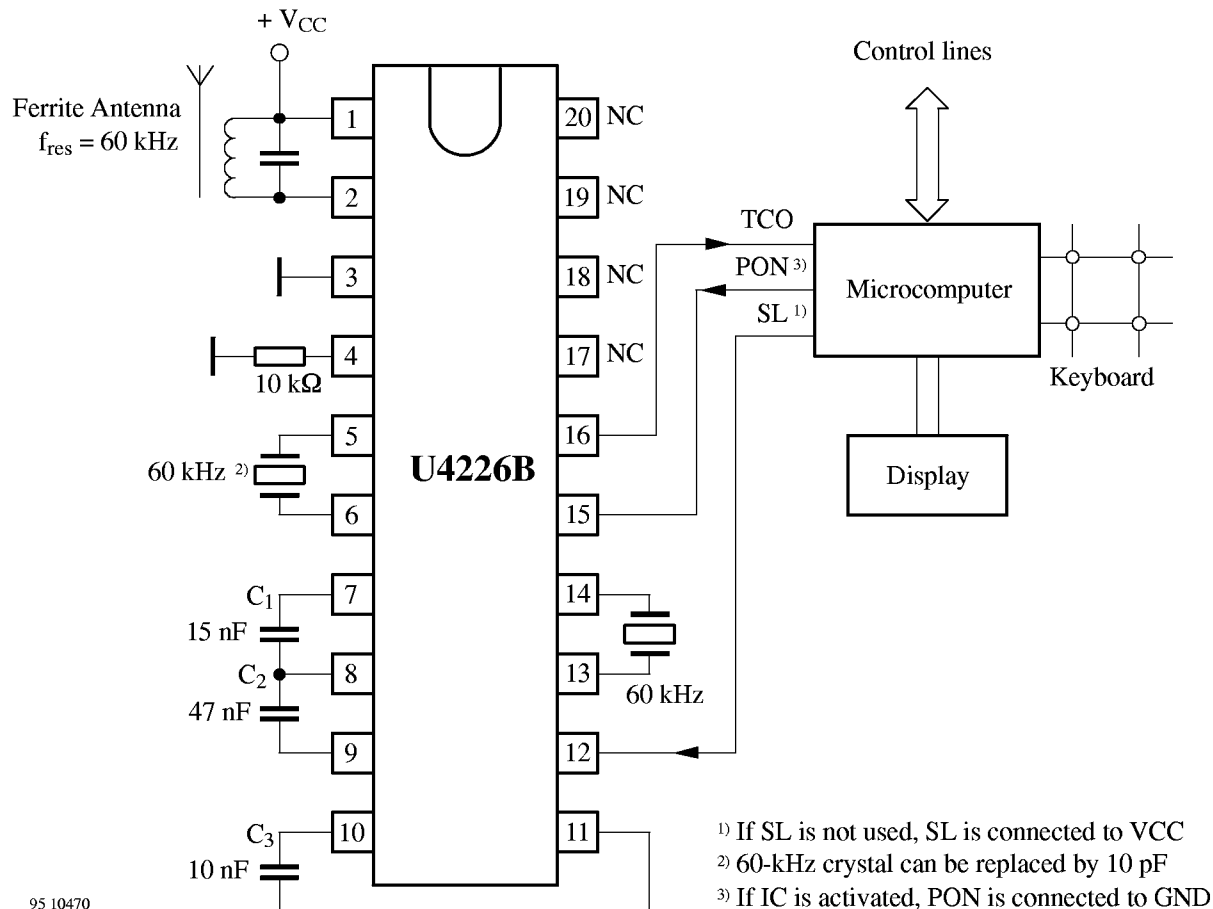 + VCC
Control lines
Ferrite Antenna
fres = 60 kHz
1
20 NC
2
19 NC
TCO
3
18 NC
PON 3)
Microcomputer
SL 1)
4
17 NC
10 kΩ
Keyboard
5
16
60 kHz 2)
U4226B
Display
6
15
C1
7
14
15 nF
C2
8
13
60 kHz
47 nF
9
12
C3
10
11
10 nF
1) If SL is not used, SL is connected to VCC
2) 60-kHz crystal can be replaced by 10 pF
3) If IC is activated, PON is connected to GND
95 10470